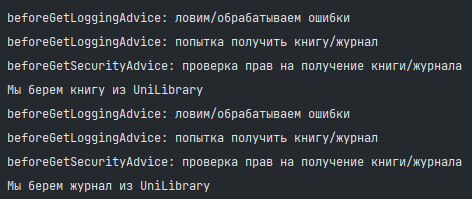 beforeGetLoggingAdvice: ловим/обрабатываем ошибки
beforeGetLoggingAdvice: попытка получить книгу/журнал
beforeGetSecurityAdvice: проверка прав на получение книги/журнала
Мы берем книгу из UniLibrary
beforeGetLoggingAdvice: ловим/обрабатываем ошибки
beforeGetLoggingAdvice: попытка получить книгу/журнал
beforeGetSecurityAdvice: проверка прав на получение книги/журнала
Мы берем журнал из UniLibrary